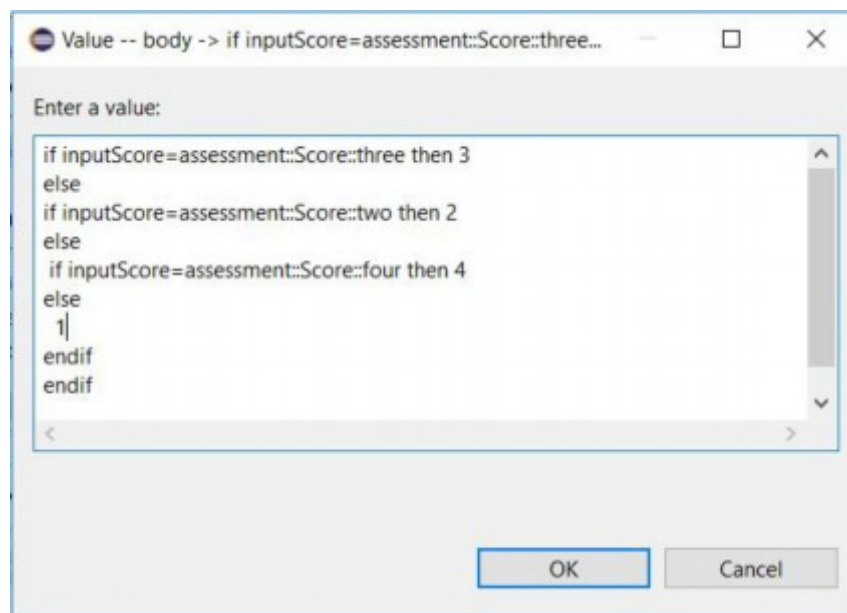 Value -- body -> if inputScore=assessment::Score::three...
Enter a value:
if inputScore=assessment::Score::three then 3
else
if inputScore=assessment::Score::two then 2
else
if inputScore=assessment::Score::four then 4
else
1
endif
endif
OK
Cancel